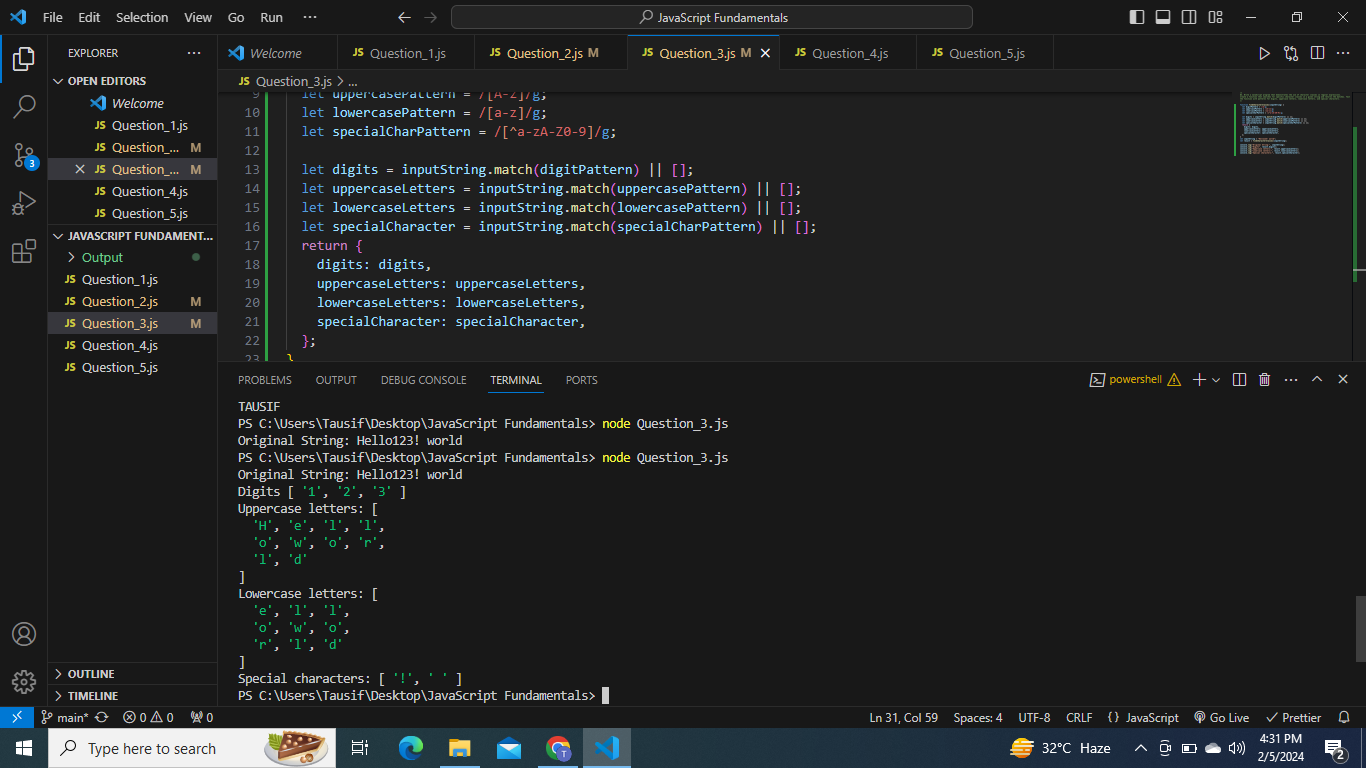 File Edit Selection View Go Run ··· JavaScript Fundamentals
EXPLORER ···
OPEN EDITORS
Welcome
JS Question_1.js
JS Question_... M
JS Question_... M
JS Question_4.js
JS Question_5.js
JAVASCRIPT FUNDAMENT...
Output
JS Question_1.js
JS Question_2.js M
JS Question_3.js M
JS Question_4.js
JS Question_5.js
OUTLINE
TIMELINE
3
Welcome JS Question_1.js JS Question_2.js M JS Question_3.js M JS Question_4.js JS Question_5.js
JS Question_3.js > ...
9 let uppercasePattern = /[A-z]/g;
10 let lowercasePattern = /[a-z]/g;
11 let specialCharPattern = /[^a-zA-Z0-9]/g;
12
13 let digits = inputString.match(digitPattern) || [];
14 let uppercaseLetters = inputString.match(uppercasePattern) || [];
15 let lowercaseLetters = inputString.match(lowercasePattern) || [];
16 let specialCharacter = inputString.match(specialCharPattern) || [];
17 return {
18 digits: digits,
19 uppercaseLetters: uppercaseLetters,
20 lowercaseLetters: lowercaseLetters,
21 specialCharacter: specialCharacter,
22 };
23 }
PROBLEMS OUTPUT DEBUG CONSOLE TERMINAL PORTS powershell
TAUSIF
PS C:\Users\Tausif\Desktop\JavaScript Fundamentals> node Question_3.js
Original String: Hello123! world
PS C:\Users\Tausif\Desktop\JavaScript Fundamentals> node Question_3.js
Original String: Hello123! world
Digits [ '1', '2', '3' ]
Uppercase letters: [
'H', 'e', 'l', 'l',
'o', 'w', 'o', 'r',
'l', 'd'
]
Lowercase letters: [
'e', 'l', 'l',
'o', 'w', 'o',
'r', 'l', 'd'
]
Special characters: [ '!', ' ' ]
PS C:\Users\Tausif\Desktop\JavaScript Fundamentals>
main* 0 0 0 Ln 31, Col 59 Spaces: 4 UTF-8 CRLF {} JavaScript Go Live Prettier
Type here to search 32°C Haze 4:31 PM
2/5/2024
2